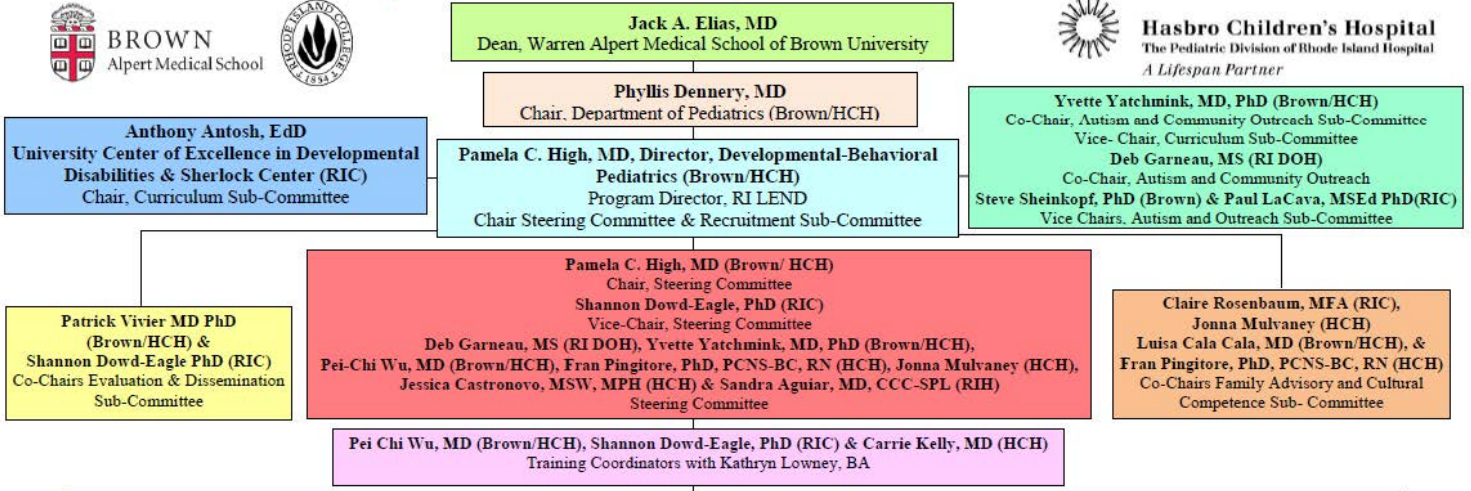 BROWN
Alpert Medical School
RHODE ISLAND COLLEGE
1854
Jack A. Elias, MD
Dean, Warren Alpert Medical School of Brown University
Hasbro Children's Hospital
The Pediatric Division of Rhode Island Hospital
A Lifespan Partner
Phyllis Dennery, MD
Chair, Department of Pediatrics (Brown/HCH)
Anthony Antosh, EdD
University Center of Excellence in Developmental
Disabilities & Sherlock Center (RIC)
Chair, Curriculum Sub-Committee
Pamela C. High, MD, Director, Developmental-Behavioral
Pediatrics (Brown/HCH)
Program Director, RI LEND
Chair Steering Committee & Recruitment Sub-Committee
Yvette Yatchmink, MD, PhD (Brown/HCH)
Co-Chair, Autism and Community Outreach Sub-Committee
Vice- Chair, Curriculum Sub-Committee
Deb Garneau, MS (RI DOH)
Co-Chair, Autism and Community Outreach
Steve Sheinkopf, PhD (Brown) & Paul LaCava, MSEd PhD(RIC)
Vice Chairs, Autism and Outreach Sub-Committee
Patrick Vivier MD PhD
(Brown/HCH) &
Shannon Dowd-Eagle PhD (RIC)
Co-Chairs Evaluation & Dissemination
Sub-Committee
Pamela C. High, MD (Brown/ HCH)
Chair, Steering Committee
Shannon Dowd-Eagle, PhD (RIC)
Vice-Chair, Steering Committee
Deb Garneau, MS (RI DOH), Yvette Yatchmink, MD, PhD (Brown/HCH),
Pei-Chi Wu, MD (Brown/HCH), Fran Pingitore, PhD, PCNS-BC, RN (HCH), Jonna Mulvaney (HCH),
Jessica Castronovo, MSW, MPH (HCH) & Sandra Aguiar, MD, CCC-SPL (RIH)
Steering Committee
Claire Rosenbaum, MFA (RIC),
Jonna Mulvaney (HCH)
Luisa Cala Cala, MD (Brown/HCH), &
Fran Pingitore, PhD, PCNS-BC, RN (HCH)
Co-Chairs Family Advisory and Cultural
Competence Sub- Committee
Pei Chi Wu, MD (Brown/HCH), Shannon Dowd-Eagle, PhD (RIC) & Carrie Kelly, MD (HCH)
Training Coordinators with Kathryn Lowney, BA